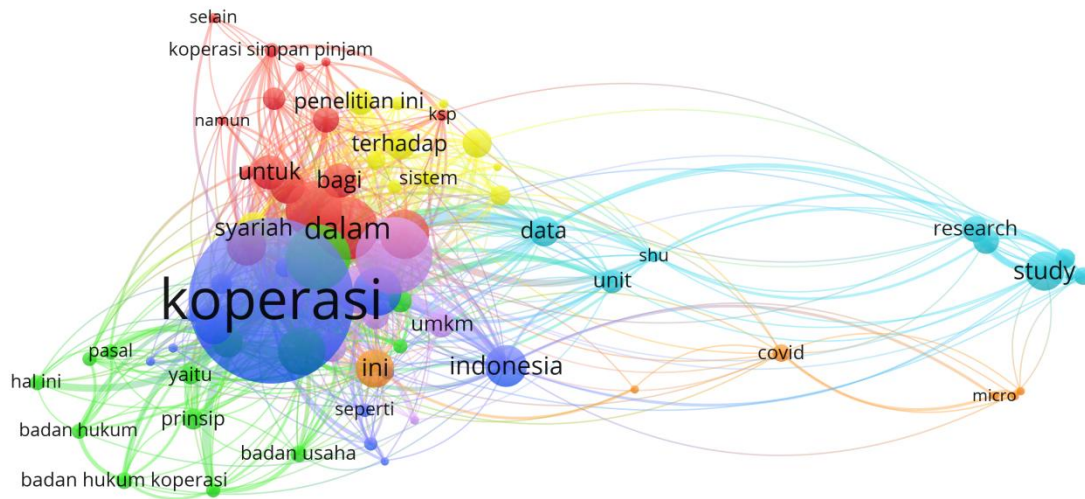 selain
koperasi simpan pinjam
penelitian ini
ksp
namun
terhadap
untuk
bagi
sistem
syariah
dalam
data
research
shu
study
unit
koperasi
umkm
pasal
indonesia
covid
hal ini
yaitu
ini
micro
seperti
prinsip
badan hukum
badan usaha
badan hukum koperasi